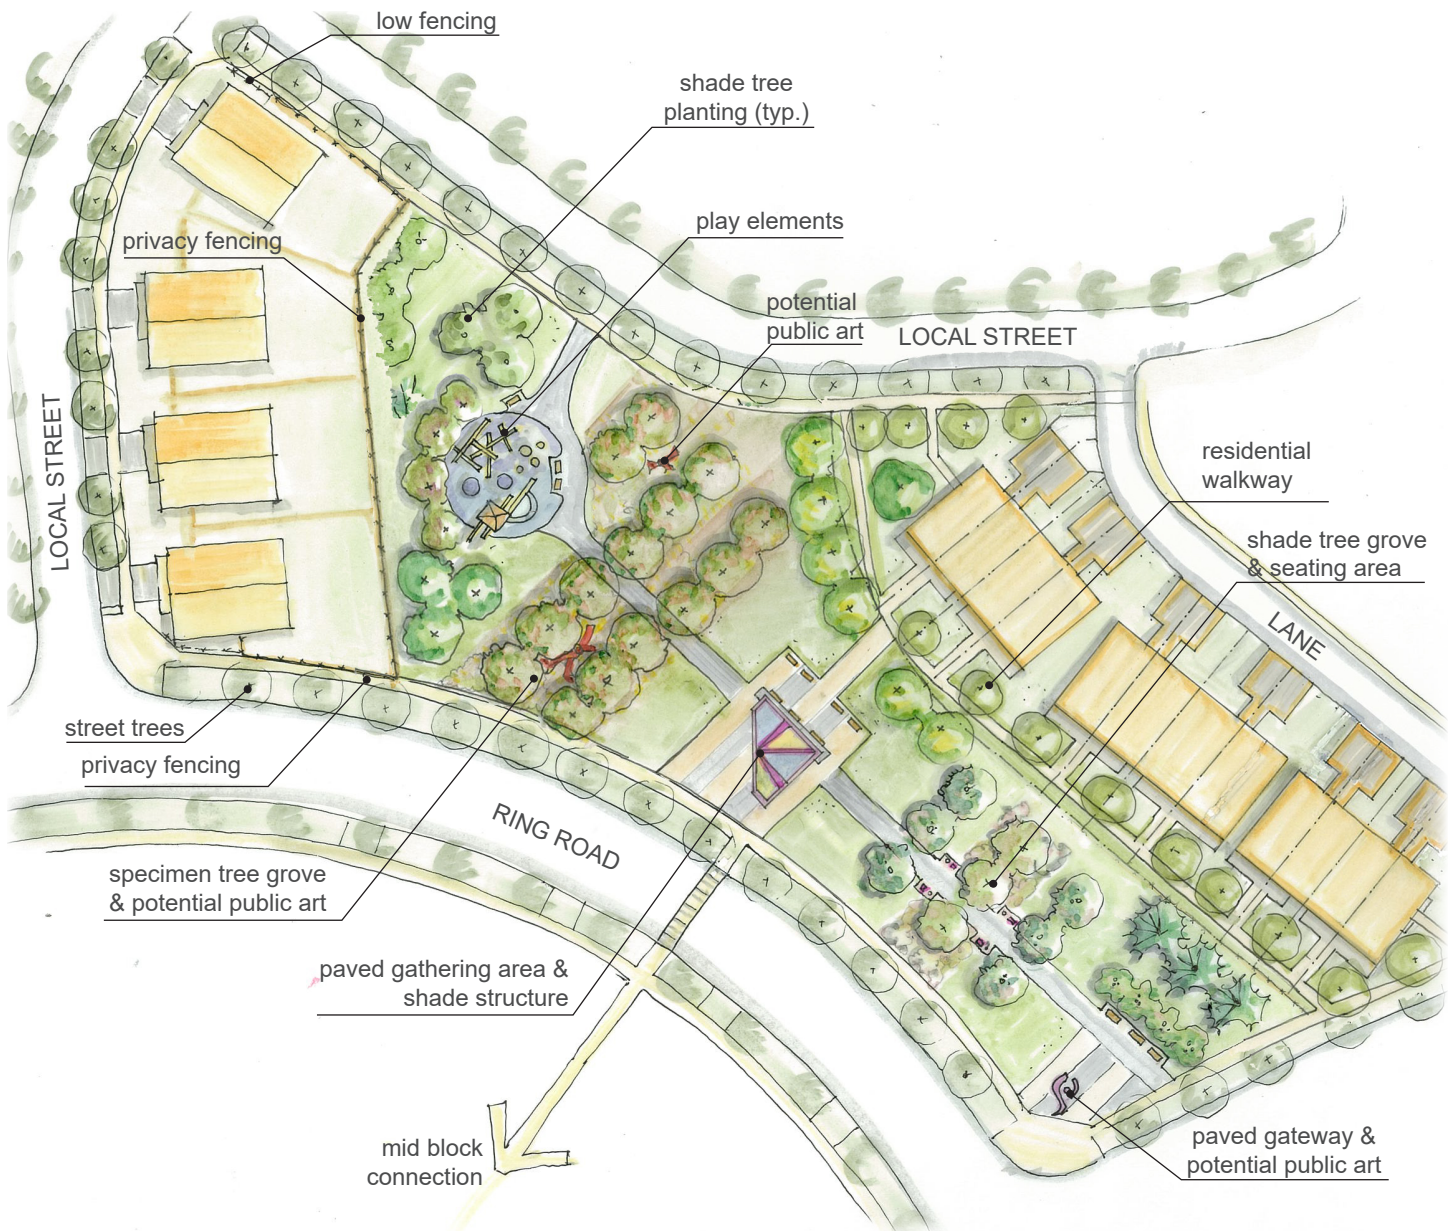 low fencing
shade tree
planting (typ.)
play elements
privacy fencing
potential
public art
LOCAL STREET
LOCAL STREET
residential
walkway
shade tree grove
& seating area
LANE
street trees
privacy fencing
RING ROAD
specimen tree grove
& potential public art
paved gathering area &
shade structure
mid block
connection
paved gateway &
potential public art